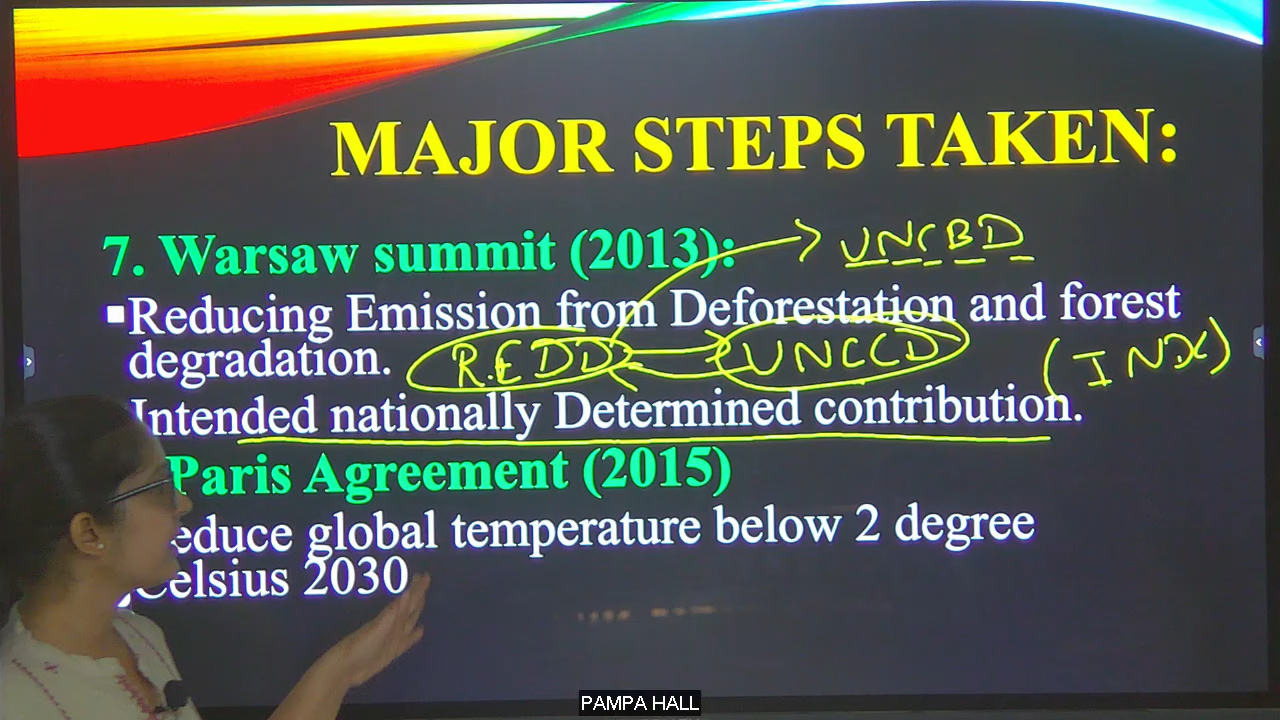 MAJOR STEPS TAKEN:
7. Warsaw summit (2013): UNCBD
Reducing Emission from Deforestation and forest
degradation. R.EDD UNCCD (INDC)
Intended nationally Determined contribution.
Paris Agreement (2015)
educe global temperature below 2 degree
Celsius 2030
PAMPA HALL